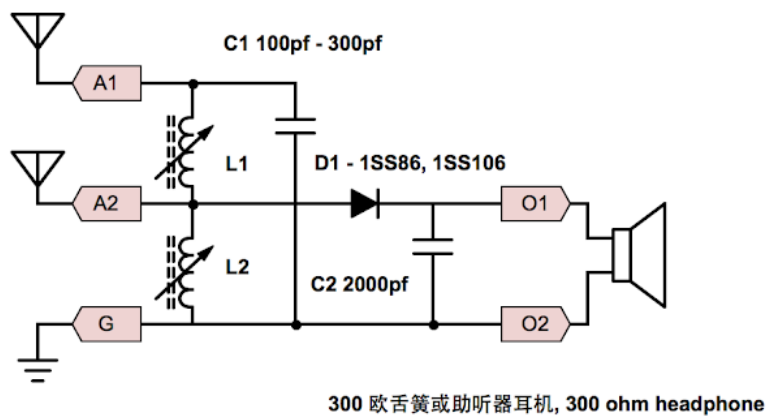 C1 100pf - 300pf
A1
L1
D1 - 1SS86, 1SS106
A2
O1
L2
C2 2000pf
G
O2
300 欧舌簧或助听器耳机, 300 ohm headphone